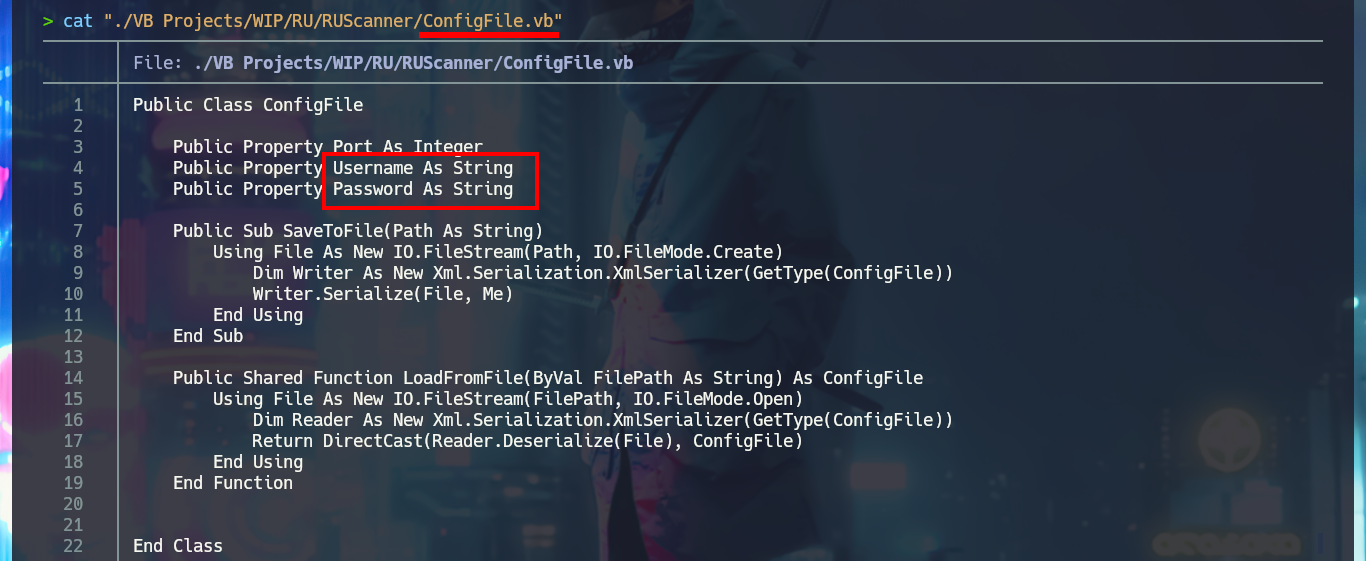 > cat "./VB Projects/WIP/RU/RUScanner/ConfigFile.vb"
File: ./VB Projects/WIP/RU/RUScanner/ConfigFile.vb
1 Public Class ConfigFile
2
3     Public Property Port As Integer
4     Public Property Username As String
5     Public Property Password As String
6
7     Public Sub SaveToFile(Path As String)
8         Using File As New IO.FileStream(Path, IO.FileMode.Create)
9             Dim Writer As New Xml.Serialization.XmlSerializer(GetType(ConfigFile))
10             Writer.Serialize(File, Me)
11         End Using
12     End Sub
13
14     Public Shared Function LoadFromFile(ByVal FilePath As String) As ConfigFile
15         Using File As New IO.FileStream(FilePath, IO.FileMode.Open)
16             Dim Reader As New Xml.Serialization.XmlSerializer(GetType(ConfigFile))
17             Return DirectCast(Reader.Deserialize(File), ConfigFile)
18         End Using
19     End Function
20
21
22 End Class